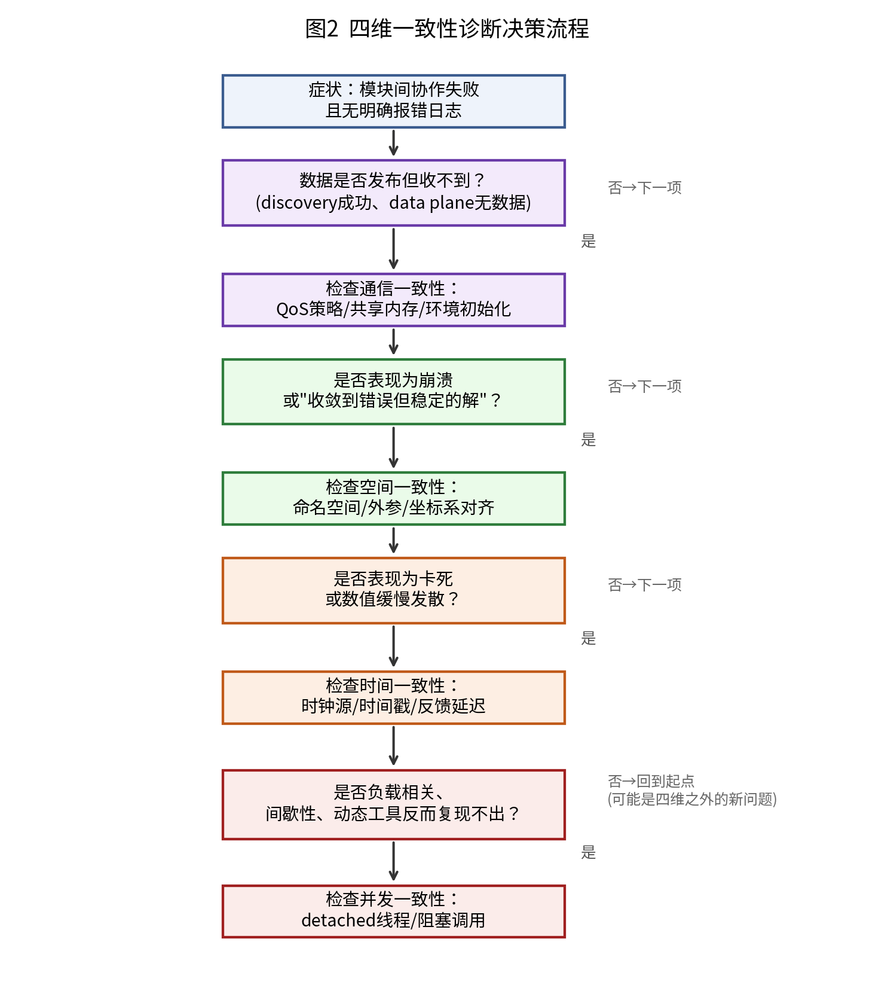 图2 四维一致性诊断决策流程
症状：模块间协作失败
且无明确报错日志
数据是否发布但收不到？
(discovery成功、data plane无数据)
否→下一项
是
检查通信一致性：
QoS策略/共享内存/环境初始化
是否表现为崩溃
或"收敛到错误但稳定的解"？
否→下一项
是
检查空间一致性：
命名空间/外参/坐标系对齐
是否表现为卡死
或数值缓慢发散？
否→下一项
是
检查时间一致性：
时钟源/时间戳/反馈延迟
是否负载相关、
间歇性、动态工具反而复现不出？
否→回到起点
(可能是四维之外的新问题)
是
检查并发一致性：
detached线程/阻塞调用